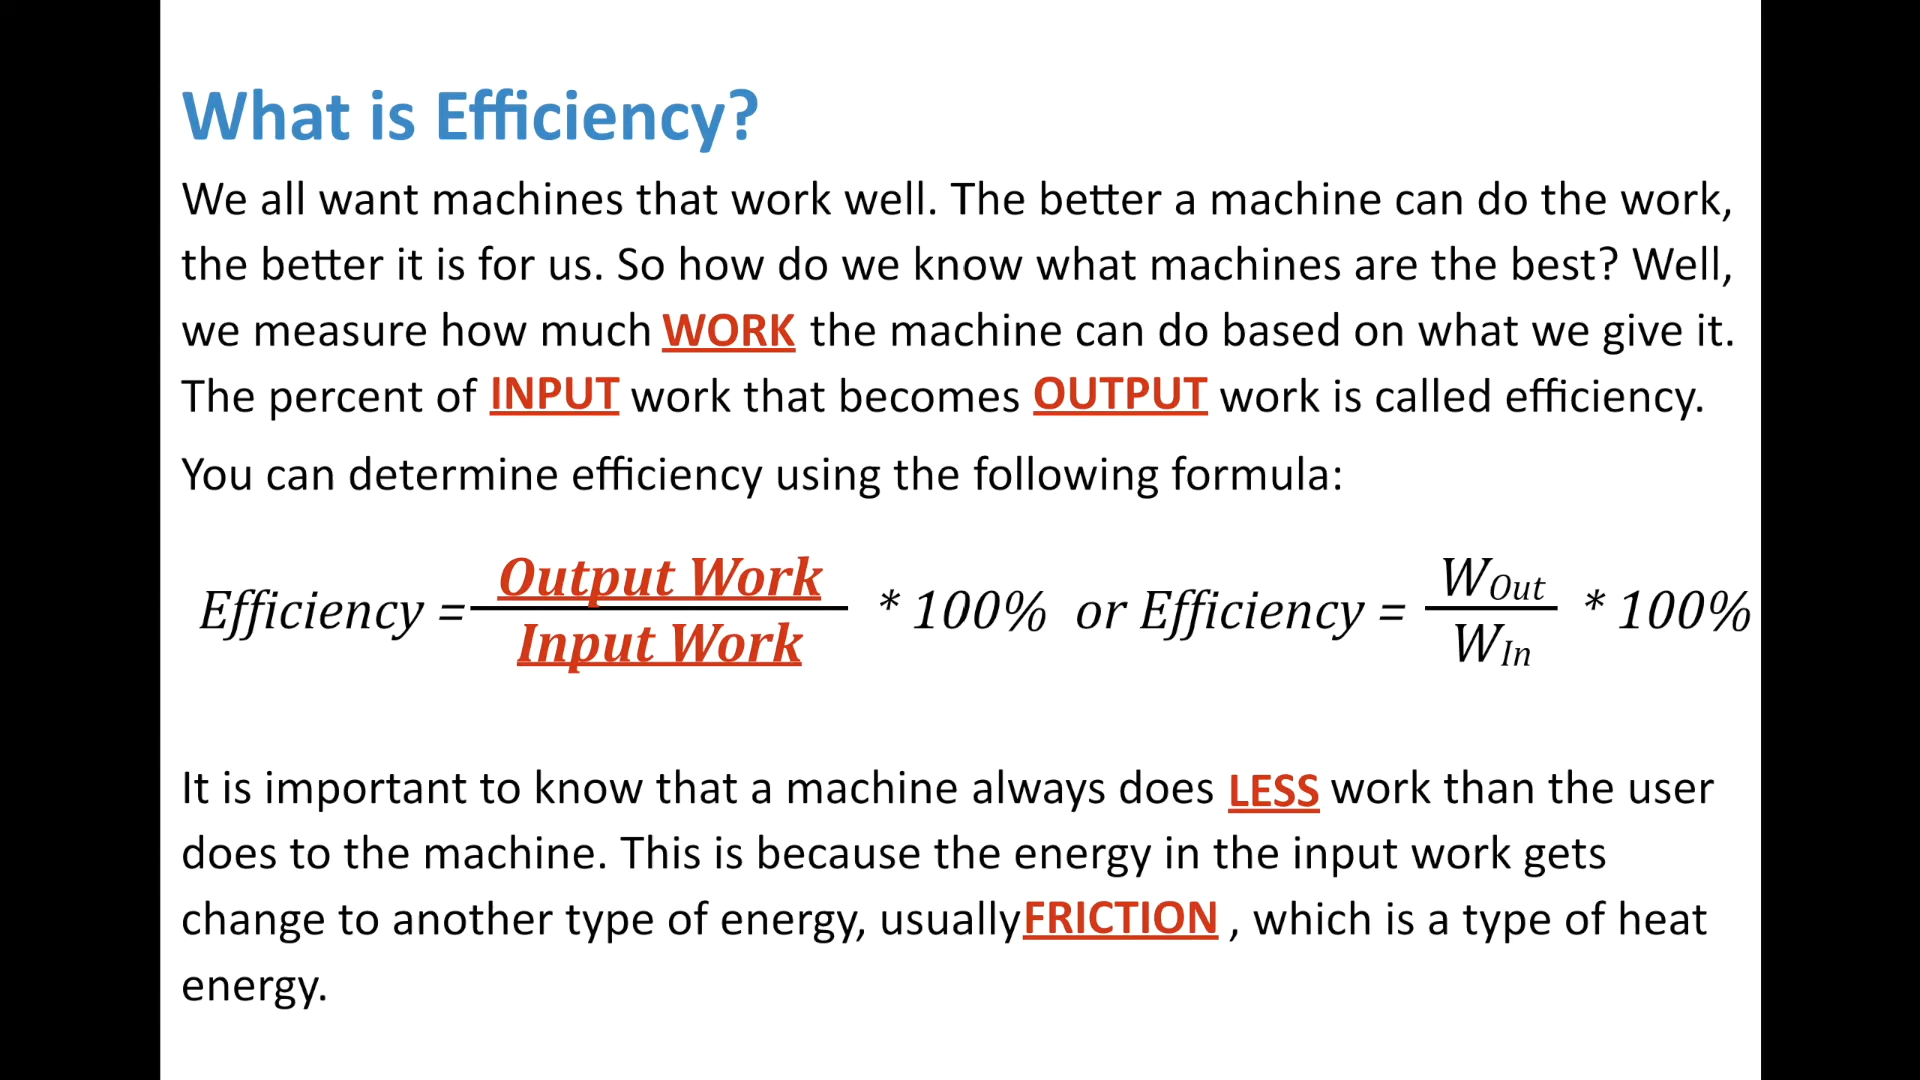 What is Efficiency?
We all want machines that work well. The better a machine can do the work,
the better it is for us. So how do we know what machines are the best? Well,
we measure how much WORK the machine can do based on what we give it.
The percent of INPUT work that becomes OUTPUT work is called efficiency.
You can determine efficiency using the following formula:
Efficiency = Output Work / Input Work * 100% or Efficiency = W_Out / W_In * 100%
It is important to know that a machine always does LESS work than the user
does to the machine. This is because the energy in the input work gets
change to another type of energy, usually FRICTION , which is a type of heat
energy.